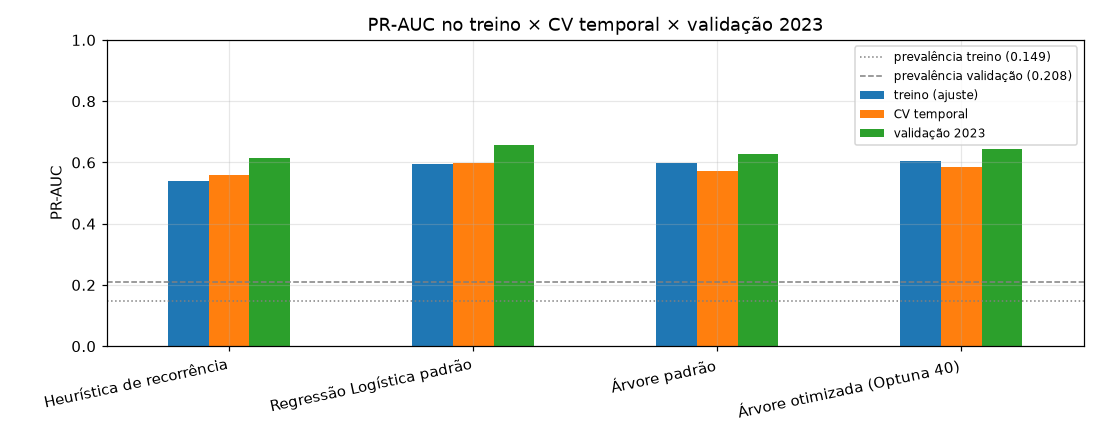 PR-AUC no treino × CV temporal × validação 2023
prevalência treino (0.149)
prevalência validação (0.208)
treino (ajuste)
CV temporal
validação 2023
PR-AUC
1.0
0.8
0.6
0.4
0.2
0.0
Heurística de recorrência
Regressão Logística padrão
Árvore padrão
Árvore otimizada (Optuna 40)